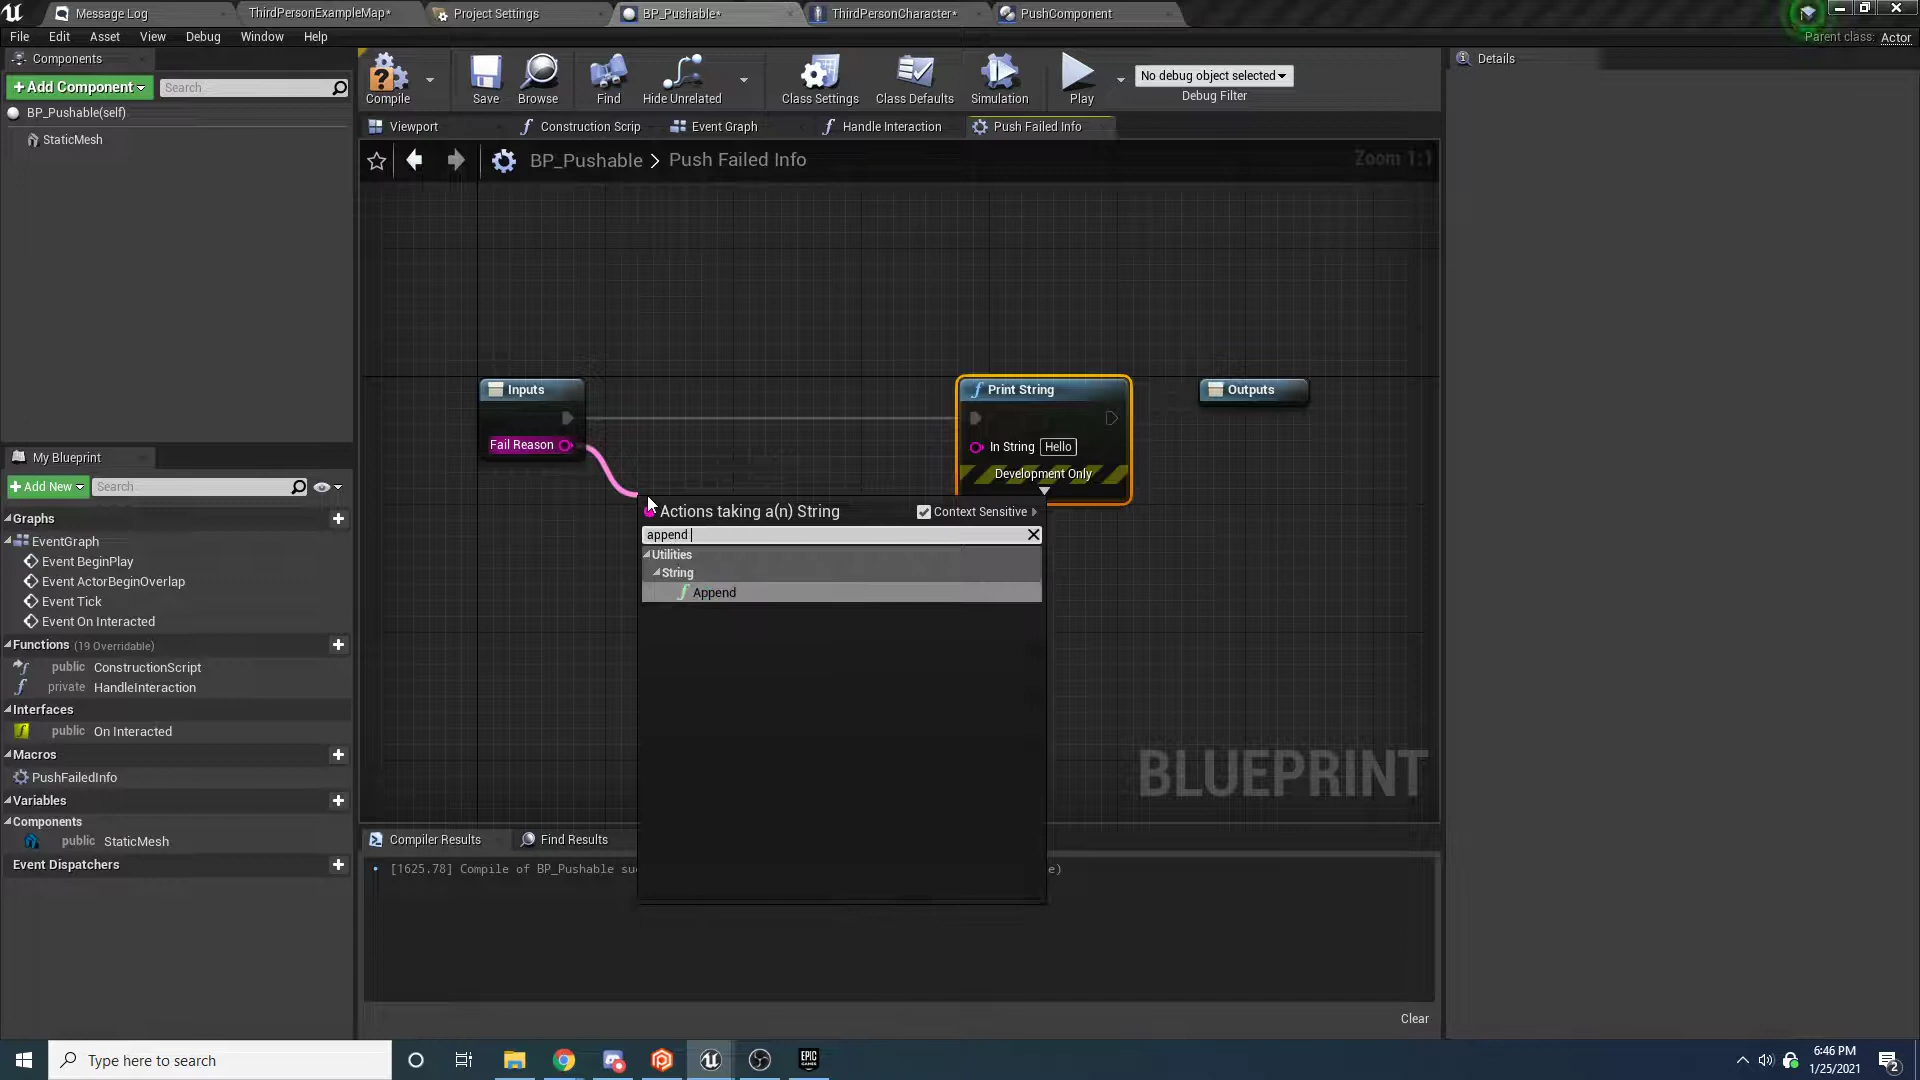 Message Log
ThirdPersonExampleMap*
Project Settings
BP_Pushable*
ThirdPersonCharacter*
PushComponent
File Edit Asset View Debug Window Help
Parent class: Actor
Components
+ Add Component
Search
BP_Pushable(self)
StaticMesh
Compile
Save
Browse
Find
Hide Unrelated
Class Settings
Class Defaults
Simulation
Play
No debug object selected
Debug Filter
Details
Viewport
Construction Scrip
Event Graph
Handle Interaction
Push Failed Info
BP_Pushable > Push Failed Info
Zoom 1:1
Inputs
Fail Reason
Print String
In String Hello
Development Only
Outputs
Actions taking a(n) String
Context Sensitive
append
Utilities
String
Append
BLUEPRINT
My Blueprint
+ Add New
Search
Graphs
EventGraph
Event BeginPlay
Event ActorBeginOverlap
Event Tick
Event On Interacted
Functions (19 Overridable)
public ConstructionScript
private HandleInteraction
Interfaces
public On Interacted
Macros
PushFailedInfo
Variables
Components
public StaticMesh
Event Dispatchers
Compiler Results
Find Results
[1625.78] Compile of BP_Pushable su
e)
Clear
Type here to search
EPIC
GAMES
6:46 PM
1/25/2021
2